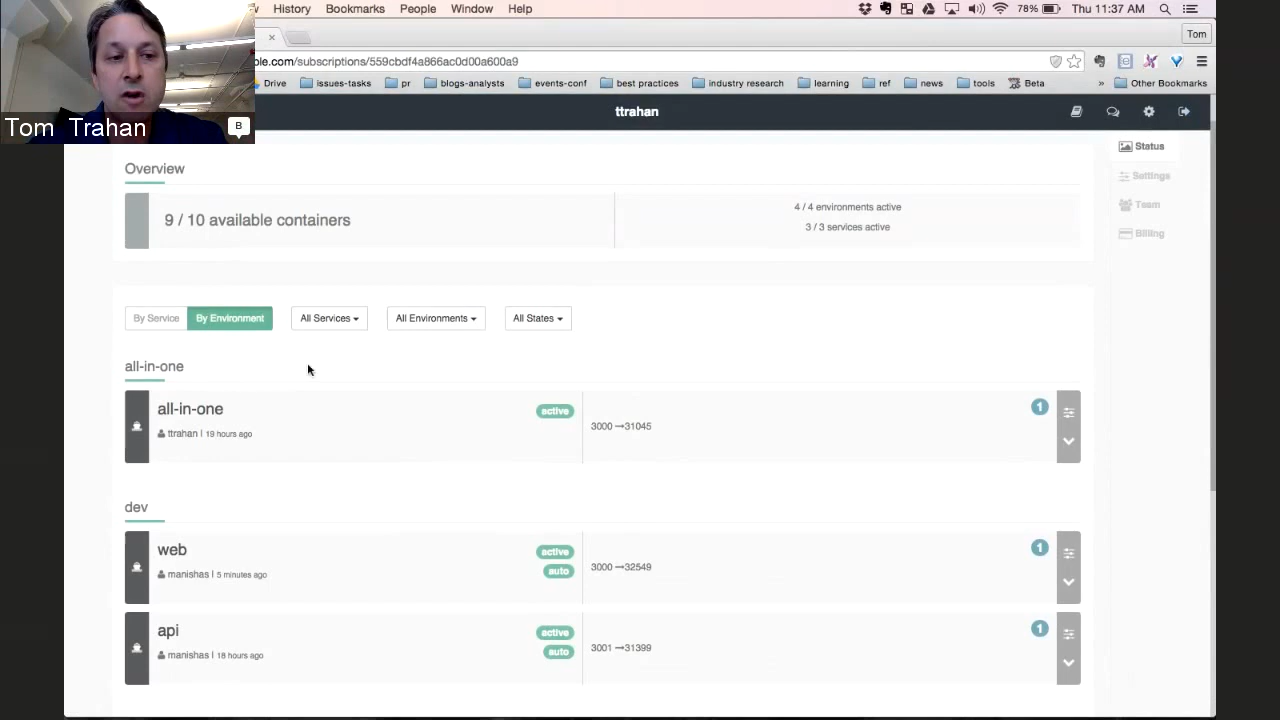 History Bookmarks People Window Help 78% Thu 11:37 AM
Tom
ple.com/subscriptions/559cbdf4a866ac0d00a600a9
Drive issues-tasks pr blogs-analysts events-conf best practices industry research learning ref news tools Beta » Other Bookmarks
ttrahan
Tom Trahan
B
Status
Settings
Team
Billing
Overview
9 / 10 available containers
4 / 4 environments active
3 / 3 services active
By Service By Environment All Services All Environments All States
all-in-one
all-in-one active 3000 →31045 1
ttrahan | 19 hours ago
dev
web active 3000 →32549 1
manishas | 5 minutes ago auto
api active 3001 →31399 1
manishas | 18 hours ago auto